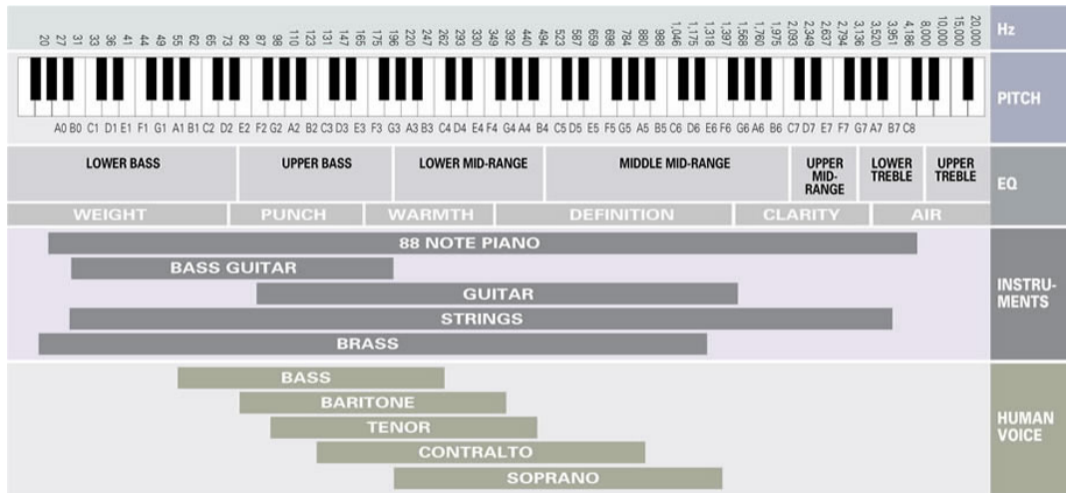 20 27 31 33 36 41 44 49 55 62 65 73 82 87 98 110 123 131 147 165 175 196 220 247 262 293 330 349 392 440 494 523 587 659 698 784 880 988 1,046 1,175 1,318 1,397 1,568 1,760 1,975 2,093 2,349 2,637 2,794 3,136 3,520 3,951 4,186 8,000 10,000 15,000 20,000 Hz
PITCH
A0 B0 C1 D1 E1 F1 G1 A1 B1 C2 D2 E2 F2 G2 A2 B2 C3 D3 E3 F3 G3 A3 B3 C4 D4 E4 F4 G4 A4 B4 C5 D5 E5 F5 G5 A5 B5 C6 D6 E6 F6 G6 A6 B6 C7 D7 E7 F7 G7 A7 B7 C8
LOWER BASS UPPER BASS LOWER MID-RANGE MIDDLE MID-RANGE UPPER LOWER UPPER
MID- TREBLE TREBLE
RANGE
EQ
WEIGHT PUNCH WARMTH DEFINITION CLARITY AIR
88 NOTE PIANO
BASS GUITAR
GUITAR
STRINGS
BRASS
INSTRU-
MENTS
BASS
BARITONE
TENOR
CONTRALTO
SOPRANO
HUMAN
VOICE